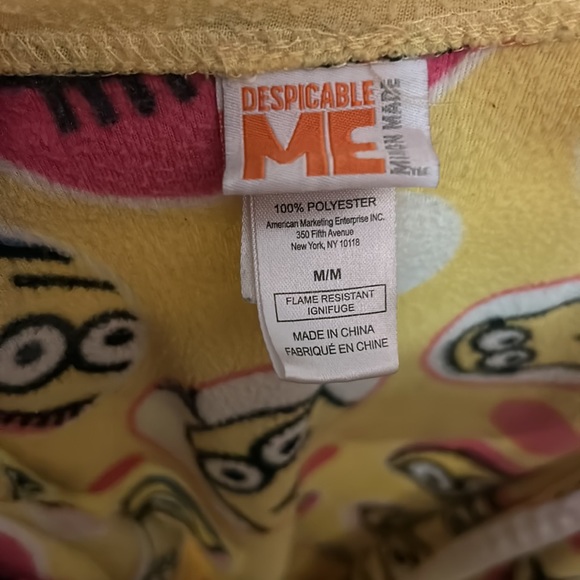 DESPICABLE
ME
MINION MADE
100% POLYESTER
American Marketing Enterprise INC.
350 Fifth Avenue
New York, NY 10118
M/M
FLAME RESISTANT
IGNIFUGE
MADE IN CHINA
FABRIQUÉ EN CHINE